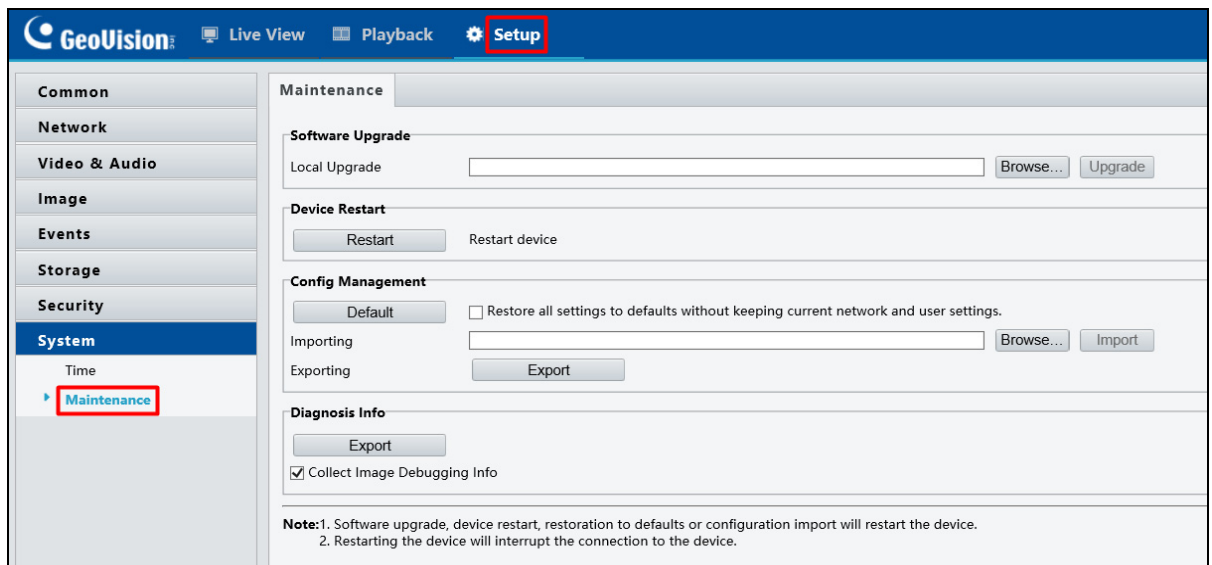 GeoVision Live View Playback Setup
Common
Network
Video & Audio
Image
Events
Storage
Security
System
Time
Maintenance
Maintenance
Software Upgrade
Local Upgrade Browse... Upgrade
Device Restart
Restart Restart device
Config Management
Default Restore all settings to defaults without keeping current network and user settings.
Importing Browse... Import
Exporting Export
Diagnosis Info
Export
Collect Image Debugging Info
Note:1. Software upgrade, device restart, restoration to defaults or configuration import will restart the device.
2. Restarting the device will interrupt the connection to the device.